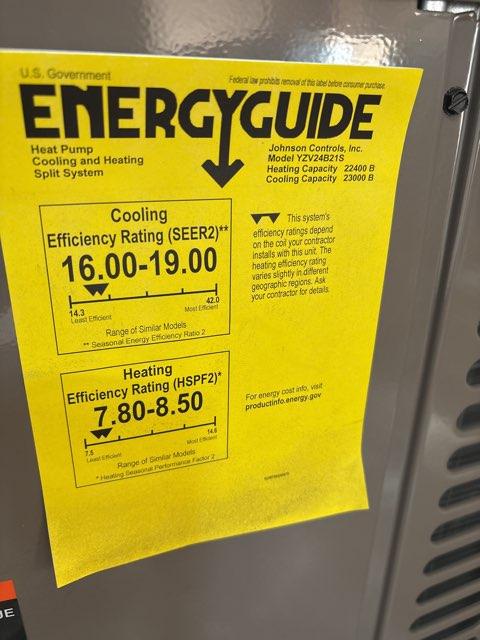 U.S. Government
Federal law prohibits removal of this label before consumer purchase.
ENERGYGUIDE
Heat Pump
Cooling and Heating
Split System
Johnson Controls, Inc.
Model YZV24B21S
Heating Capacity 22400 B
Cooling Capacity 23000 B
Cooling
Efficiency Rating (SEER2)**
16.00-19.00
14.3
42.0
Least Efficient
Most Efficient
Range of Similar Models
** Seasonal Energy Efficiency Ratio 2
This system's
efficiency ratings depend
on the coil your contractor
installs with this unit. The
heating efficiency rating
varies slightly in different
geographic regions. Ask
your contractor for details.
Heating
Efficiency Rating (HSPF2)*
7.80-8.50
7.5
14.6
Least Efficient
Most Efficient
Range of Similar Models
* Heating Seasonal Performance Factor 2
For energy cost info, visit
productinfo.energy.gov